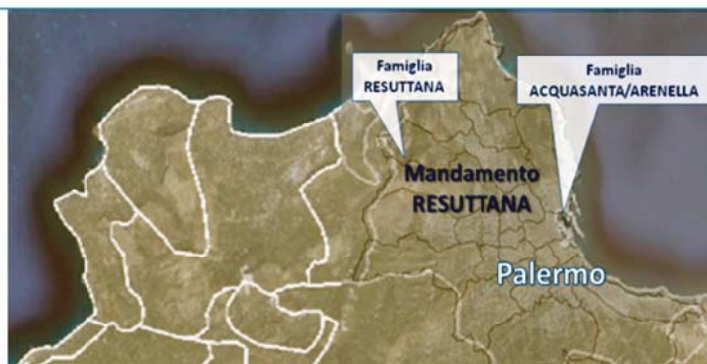 Famiglia
RESUTTANA
Famiglia
ACQUASANTA/ARENELLA
Mandamento
RESUTTANA
Palermo